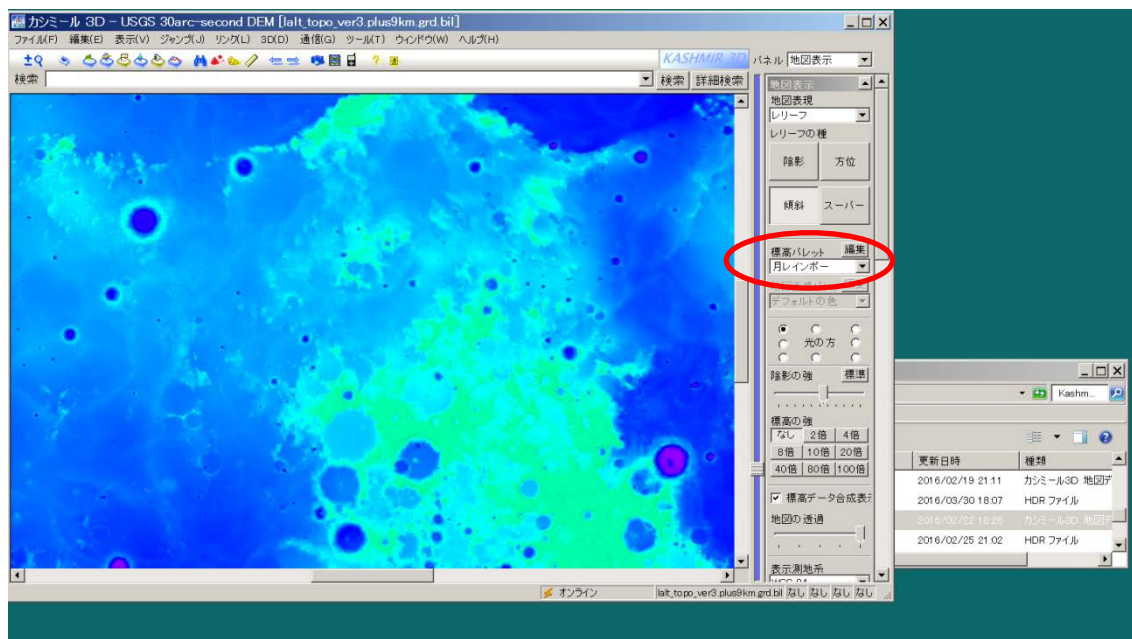 カシミール 3D - USGS 30arc-second DEM [lalt_topo_ver3.plus9km.grd.bil]
ファイル(F) 編集(E) 表示(V) ジャンプ(J) リンク(L) 3D(D) 通信(G) ツール(T) ウィンドウ(W) ヘルプ(H)
KASHMIR 3D
パネル 地図表示
検索 検索 詳細検索
地図表示
地図表現
レリーフ
レリーフの種
陰影 方位
傾斜 スーパー
標高パレット 編集
月レインボー
デフォルトの色
光の方
陰影の強 標準
標高の強
なし 2倍 4倍
8倍 10倍 20倍
40倍 80倍 100倍
標高データ合成表示
地図の透過
表示測地系
WGS-84
オンライン lalt_topo_ver3.plus9km.grd.bil なし なし なし なし
Kashm...
更新日時 種類
2016/02/19 21:11 カシミール3D 地図デ
2016/03/30 18:07 HDR ファイル
2016/02/22 18:26 カシミール3D 地図デ
2016/02/25 21:02 HDR ファイル